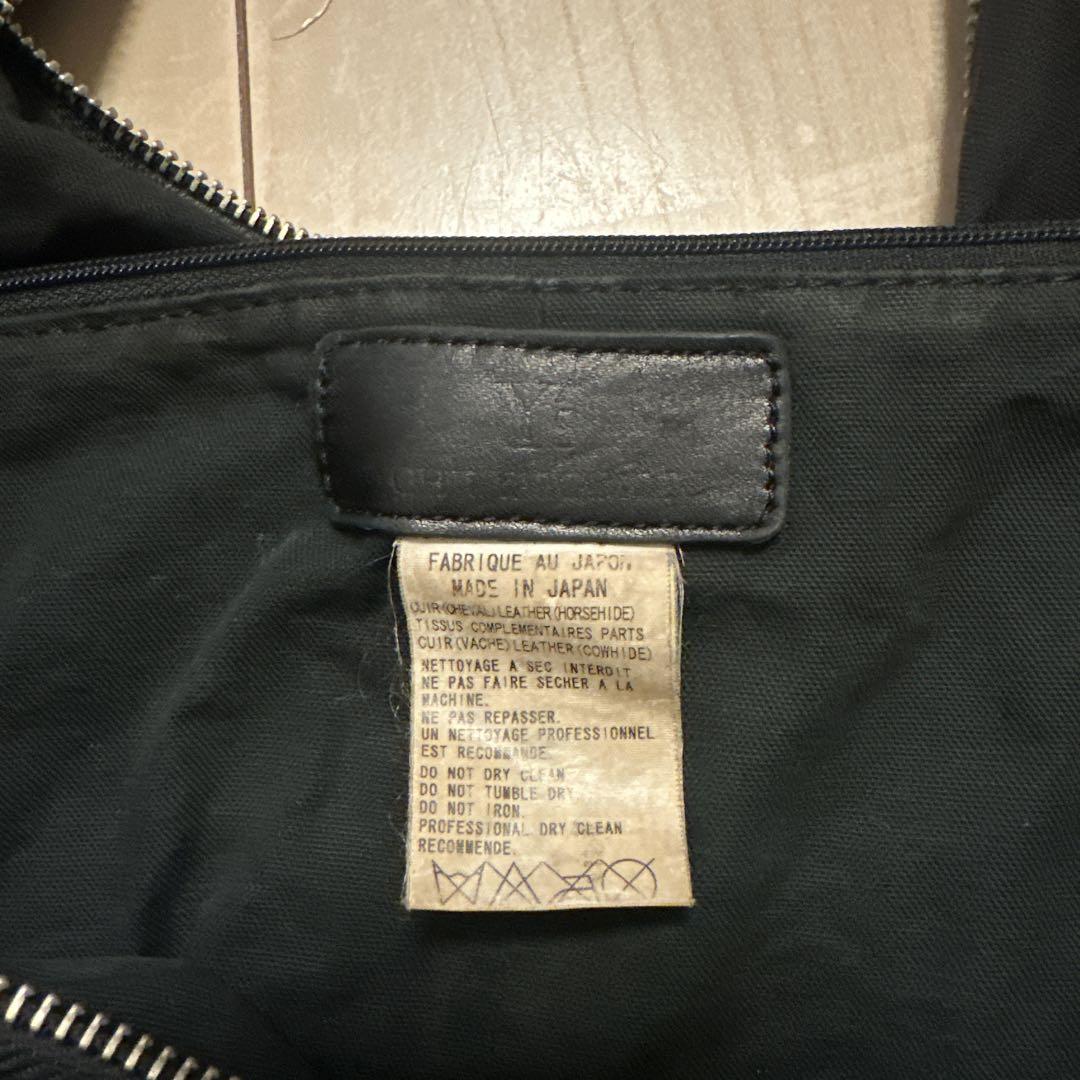 Y's
FABRIQUE AU JAPON
MADE IN JAPAN
CUIR(CHEVAL)LEATHER(HORSEHIDE)
TISSUS COMPLEMENTAIRES PARTS
CUIR(VACHE)LEATHER(COWHIDE)
NETTOYAGE A SEC INTERDIT
NE PAS FAIRE SECHER A LA
MACHINE.
NE PAS REPASSER.
UN NETTOYAGE PROFESSIONNEL
EST RECOMMANDE.
DO NOT DRY CLEAN
DO NOT TUMBLE DRY
DO NOT IRON.
PROFESSIONAL DRY CLEAN
RECOMMENDE.